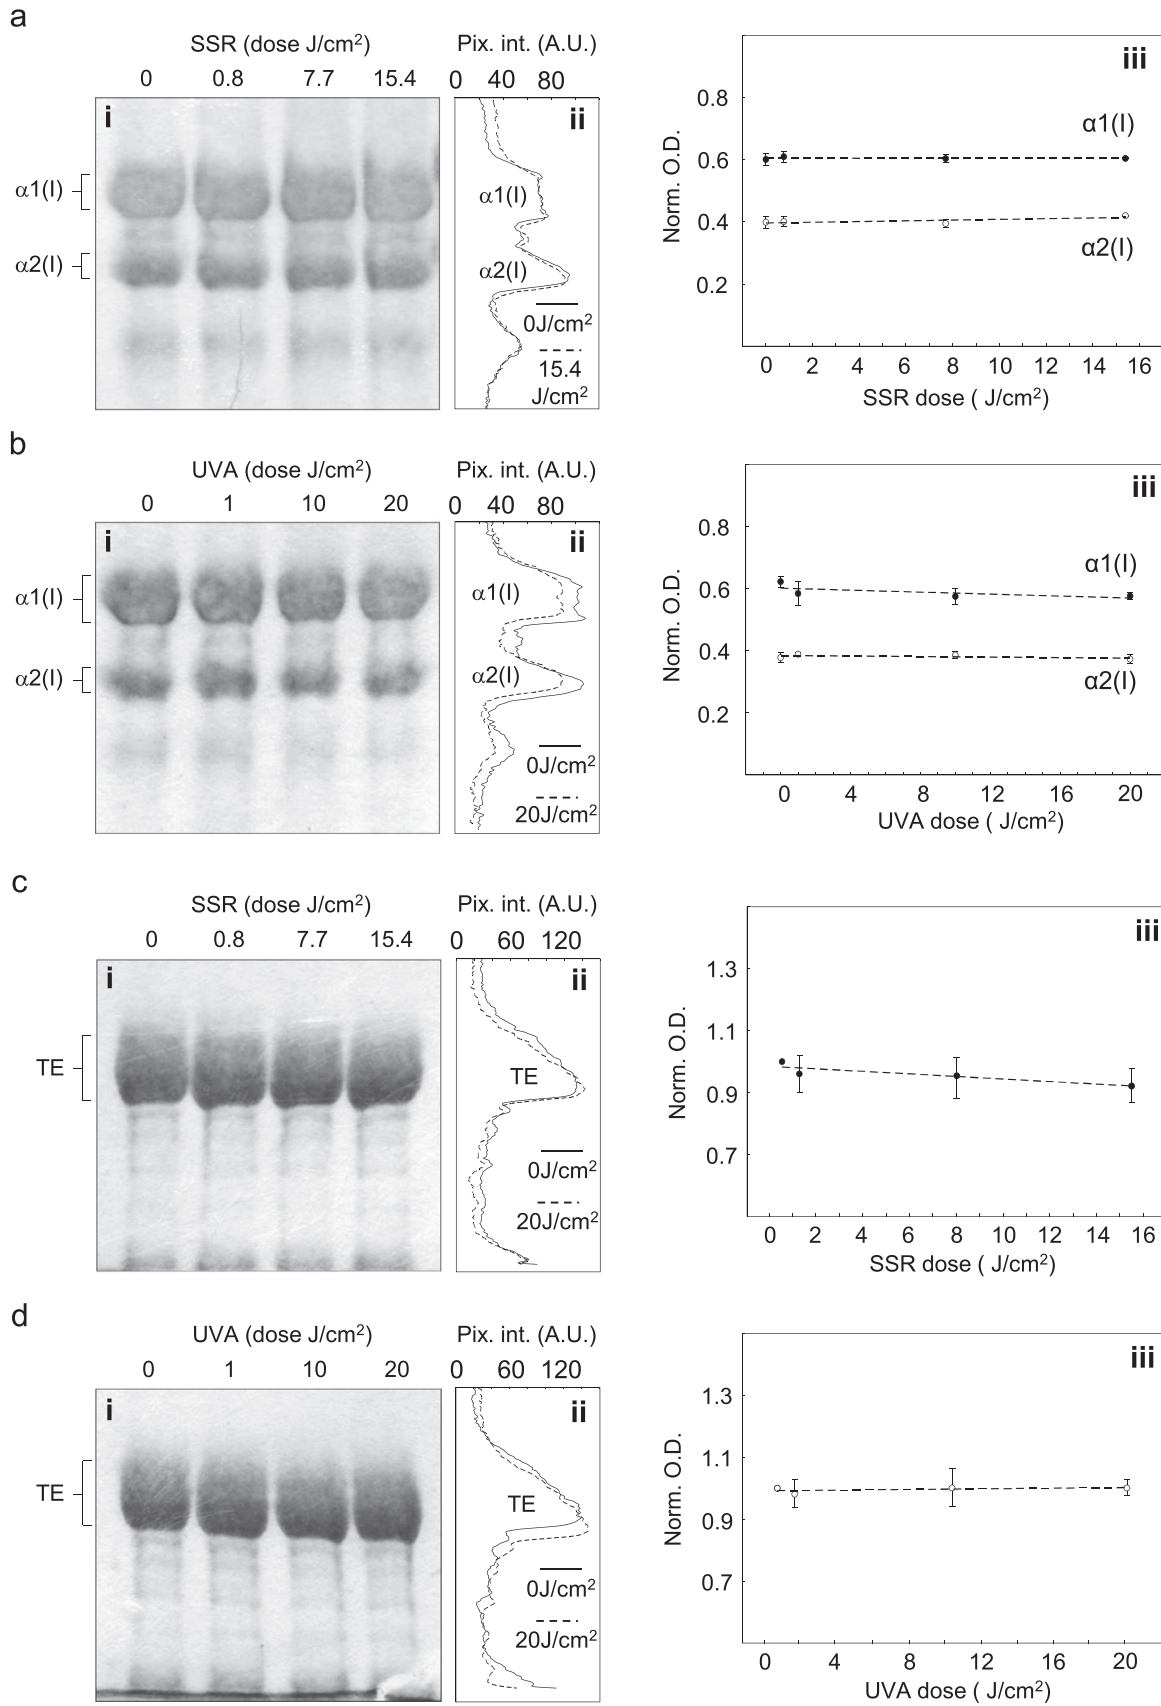 a
SSR (dose J/cm²)
0 0.8 7.7 15.4
i
α1(I)
α2(I)
Pix. int. (A.U.)
0 40 80
ii
α1(I)
α2(I)
0J/cm²
15.4
J/cm²
iii
Norm. O.D.
0.8
0.6
0.4
0.2
α1(I)
α2(I)
0 2 4 6 8 10 12 14 16
SSR dose ( J/cm²)
b
UVA (dose J/cm²)
0 1 10 20
i
α1(I)
α2(I)
Pix. int. (A.U.)
0 40 80
ii
α1(I)
α2(I)
0J/cm²
20J/cm²
iii
Norm. O.D.
0.8
0.6
0.4
0.2
α1(I)
α2(I)
0 4 8 12 16 20
UVA dose ( J/cm²)
c
SSR (dose J/cm²)
0 0.8 7.7 15.4
i
TE
Pix. int. (A.U.)
0 60 120
ii
TE
0J/cm²
20J/cm²
iii
Norm. O.D.
1.3
1.1
0.9
0.7
0 2 4 6 8 10 12 14 16
SSR dose ( J/cm²)
d
UVA (dose J/cm²)
0 1 10 20
i
TE
Pix. int. (A.U.)
0 60 120
ii
TE
0J/cm²
20J/cm²
iii
Norm. O.D.
1.3
1.1
0.9
0.7
0 4 8 12 16 20
UVA dose ( J/cm²)